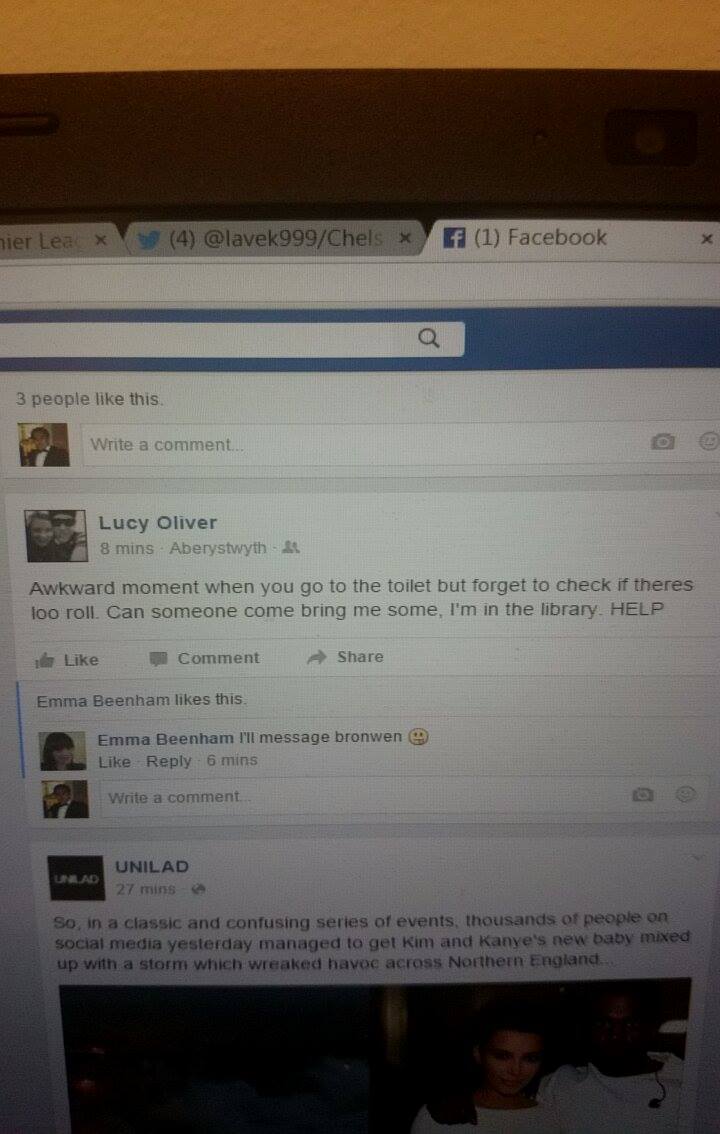 (4) @lavek999/Chels
(1) Facebook
3 people like this.
Write a comment...
Lucy Oliver
8 mins · Aberystwyth ·
Awkward moment when you go to the toilet but forget to check if theres
loo roll. Can someone come bring me some, I'm in the library. HELP
Like Comment Share
Emma Beenham likes this.
Emma Beenham I'll message bronwen 😀
Like · Reply · 6 mins
Write a comment...
UNILAD
UNILAD
27 mins ·
So, in a classic and confusing series of events, thousands of people on
social media yesterday managed to get Kim and Kanye's new baby mixed
up with a storm which wreaked havoc across Northern England...